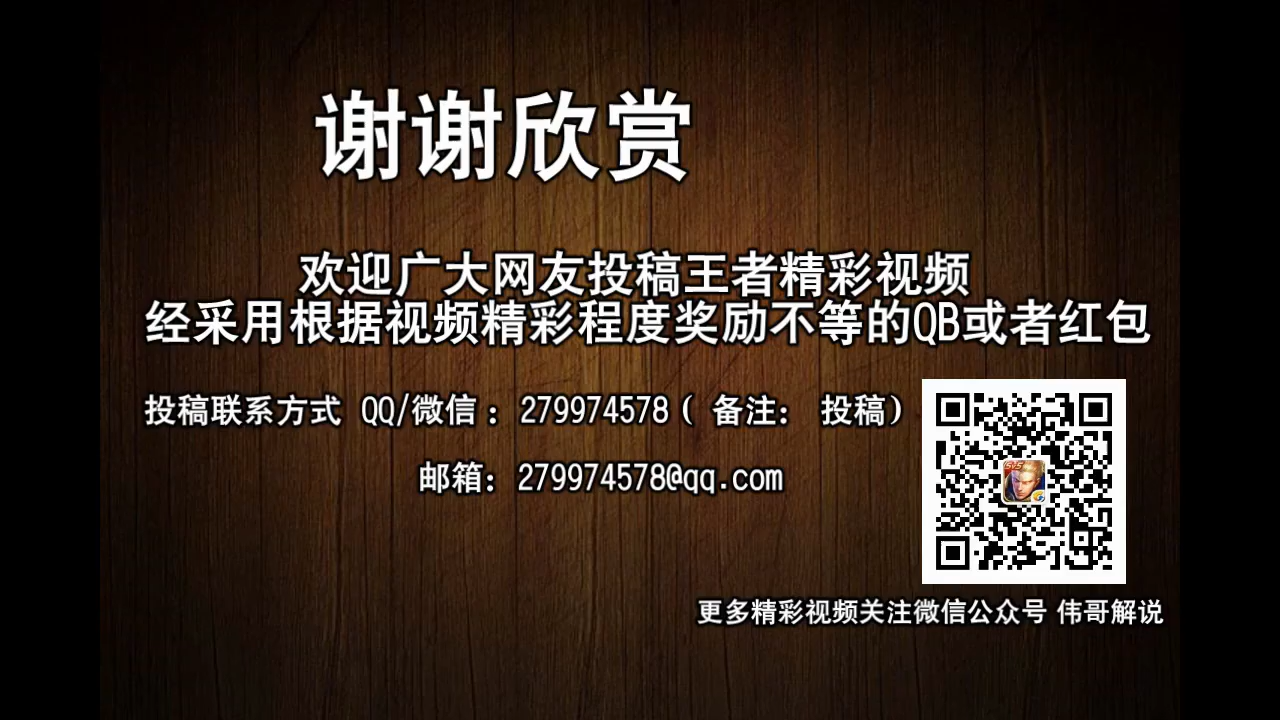 谢谢欣赏
欢迎广大网友投稿王者精彩视频
经采用根据视频精彩程度奖励不等的QB或者红包
投稿联系方式 QQ/微信：279974578（备注： 投稿）
邮箱：279974578@qq.com
5v5
更多精彩视频关注微信公众号 伟哥解说